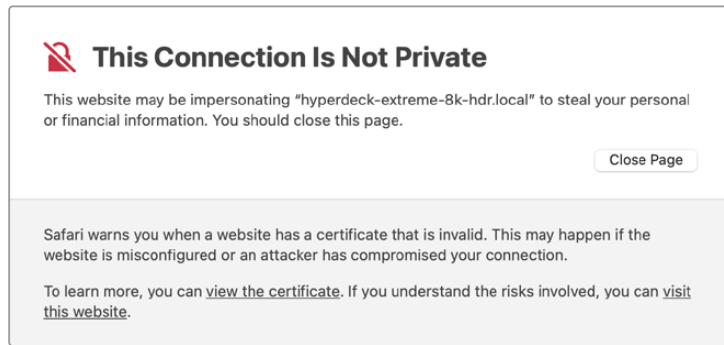 This Connection Is Not Private
This website may be impersonating “hyperdeck-extreme-8k-hdr.local” to steal your personal
or financial information. You should close this page.
Close Page
Safari warns you when a website has a certificate that is invalid. This may happen if the
website is misconfigured or an attacker has compromised your connection.
To learn more, you can view the certificate. If you understand the risks involved, you can visit
this website.